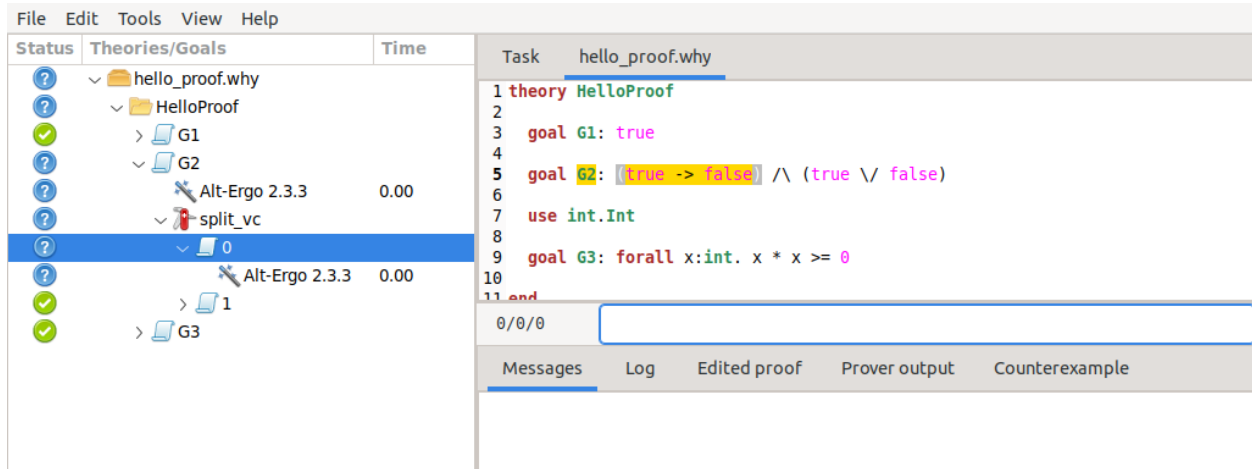 File Edit Tools View Help
Status Theories/Goals Time
hello_proof.why
HelloProof
G1
G2
Alt-Ergo 2.3.3 0.00
split_vc
0
Alt-Ergo 2.3.3 0.00
1
G3
Task hello_proof.why
1 theory HelloProof
2
3 goal G1: true
4
5 goal G2: (true -> false) /\ (true \/ false)
6
7 use int.Int
8
9 goal G3: forall x:int. x * x >= 0
10
11 end
0/0/0
Messages Log Edited proof Prover output Counterexample